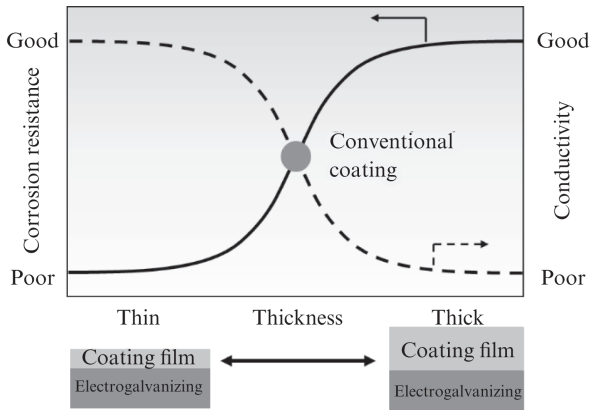 Good
Good
Corrosion resistance
Conventional
coating
Conductivity
Poor
Poor
Thin
Thickness
Thick
Coating film
Electrogalvanizing
Coating film
Electrogalvanizing